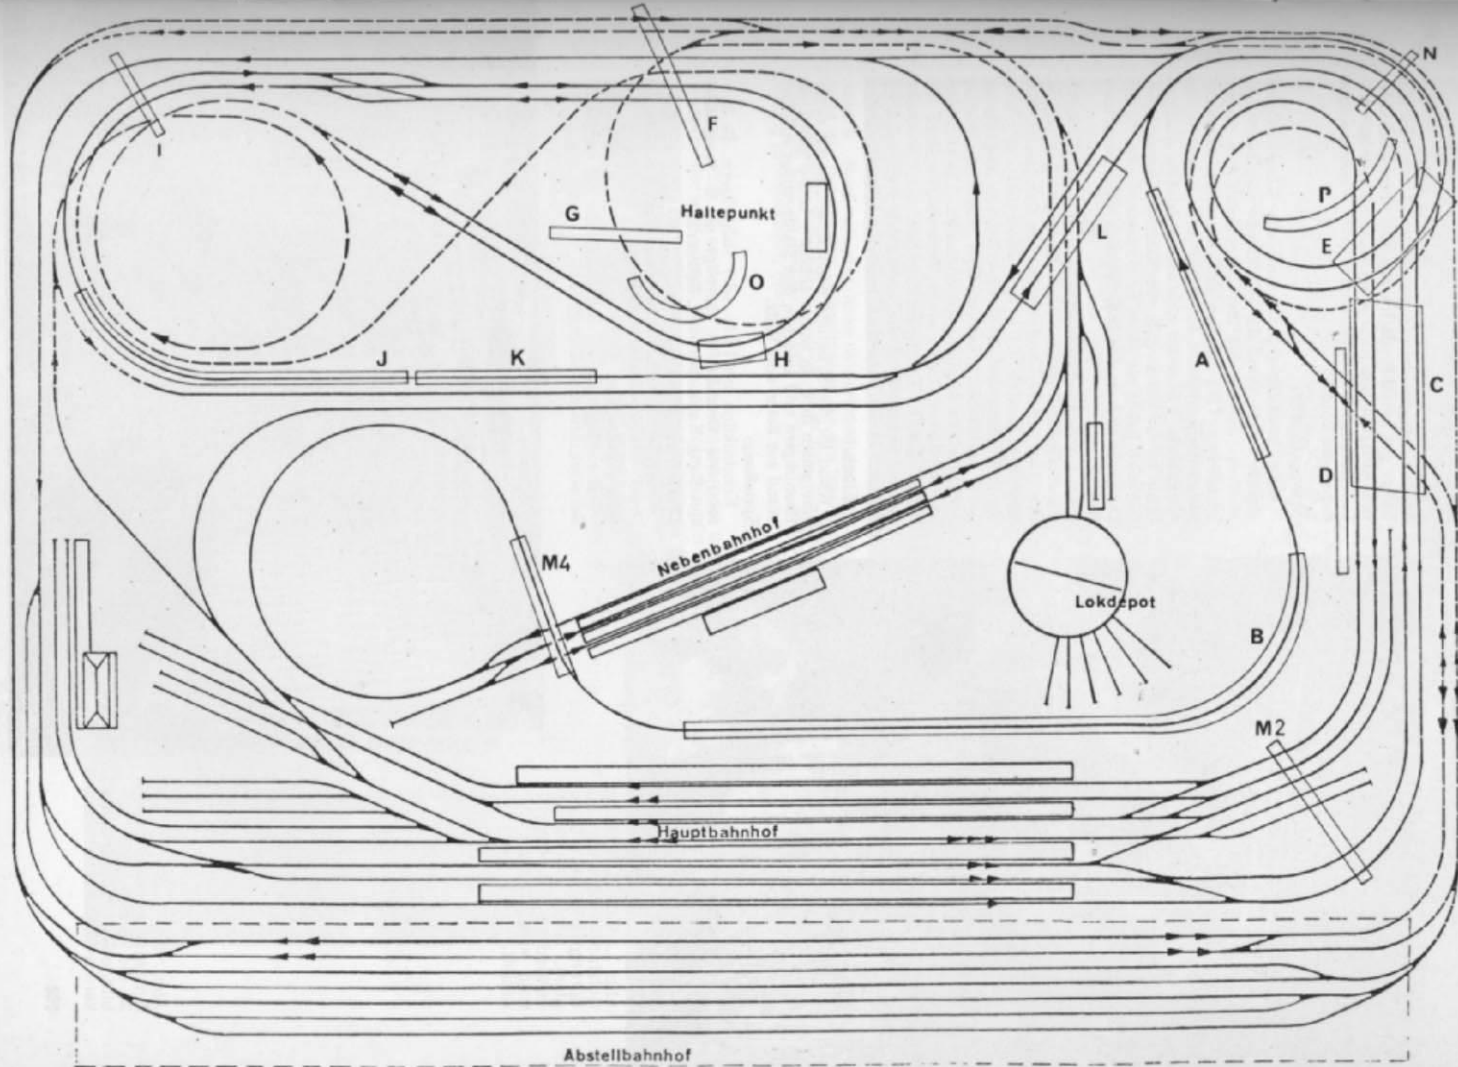 N
F
I
P
G
Haltepunkt
E
L
O
J
K
H
A
C
D
Nebenbahnhof
M4
Lokdepot
B
M2
Hauptbahnhof
Abstellbahnhof